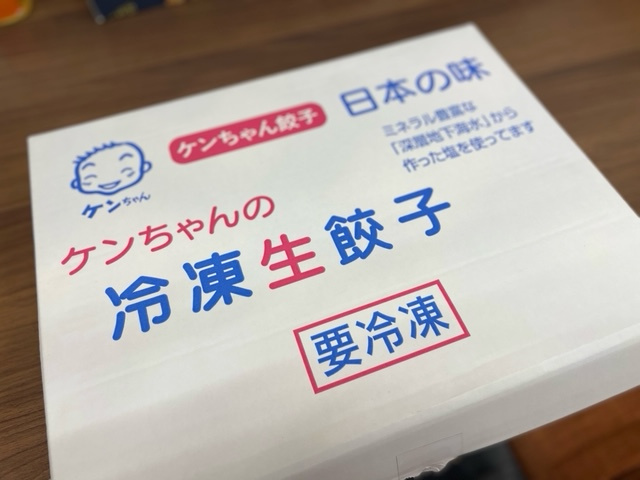 ケンちゃん餃子
日本の味
ミネラル豊富な
「深層地下海水」から
作った塩を使ってます
ケンちゃん
ケンちゃんの
冷凍生餃子
要冷凍